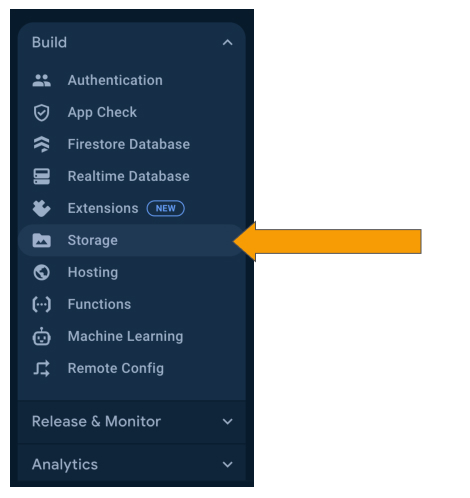 Build
Authentication
App Check
Firestore Database
Realtime Database
Extensions NEW
Storage
Hosting
Functions
Machine Learning
Remote Config
Release & Monitor
Analytics